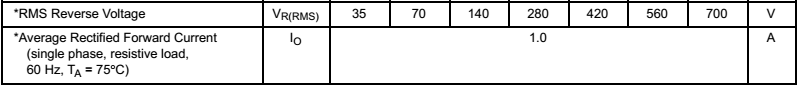 *RMS Reverse Voltage VR(RMS) 35 70 140 280 420 560 700 V
*Average Rectified Forward Current IO 1.0 A
(single phase, resistive load,
60 Hz, TA = 75°C)